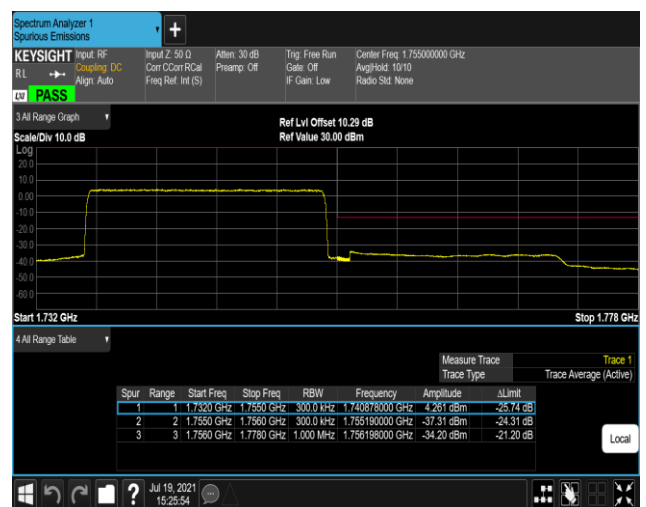 Spectrum Analyzer 1
Spurious Emissions
+
KEYSIGHT Input: RF Input Z: 50 Ω Atten: 30 dB Trig: Free Run Center Freq: 1.755000000 GHz
RL Coupling: DC Corr CCorr RCal Preamp: Off Gate: Off Avg|Hold: 10/10
Align: Auto Freq Ref: Int (S) IF Gain: Low Radio Std: None
LXI PASS
3 All Range Graph
Ref Lvl Offset 10.29 dB
Scale/Div 10.0 dB Ref Value 30.00 dBm
Log
20.0
10.0
0.00
-10.0
-20.0
-30.0
-40.0
-50.0
-60.0
Start 1.732 GHz Stop 1.778 GHz
4 All Range Table
Measure Trace Trace 1
Trace Type Trace Average (Active)
Spur Range Start Freq Stop Freq RBW Frequency Amplitude ΔLimit
1 1 1.7320 GHz 1.7550 GHz 300.0 kHz 1.740878000 GHz 4.261 dBm -25.74 dB
2 2 1.7550 GHz 1.7560 GHz 300.0 kHz 1.755190000 GHz -37.31 dBm -24.31 dB
3 3 1.7560 GHz 1.7780 GHz 1.000 MHz 1.756198000 GHz -34.20 dBm -21.20 dB
Local
? Jul 19, 2021
15:25:54